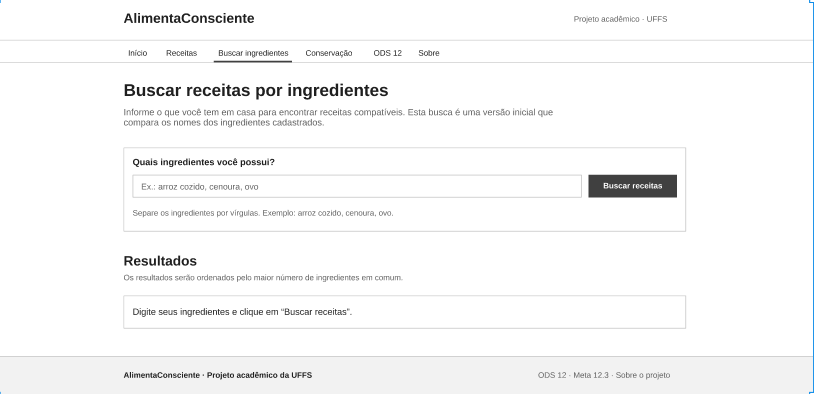 AlimentaConsciente
Projeto acadêmico · UFFS
Início Receitas Buscar ingredientes Conservação ODS 12 Sobre
Buscar receitas por ingredientes
Informe o que você tem em casa para encontrar receitas compatíveis. Esta busca é uma versão inicial que
compara os nomes dos ingredientes cadastrados.
Quais ingredientes você possui?
Ex.: arroz cozido, cenoura, ovo
Buscar receitas
Separe os ingredientes por vírgulas. Exemplo: arroz cozido, cenoura, ovo.
Resultados
Os resultados serão ordenados pelo maior número de ingredientes em comum.
Digite seus ingredientes e clique em “Buscar receitas”.
AlimentaConsciente · Projeto acadêmico da UFFS
ODS 12 · Meta 12.3 · Sobre o projeto